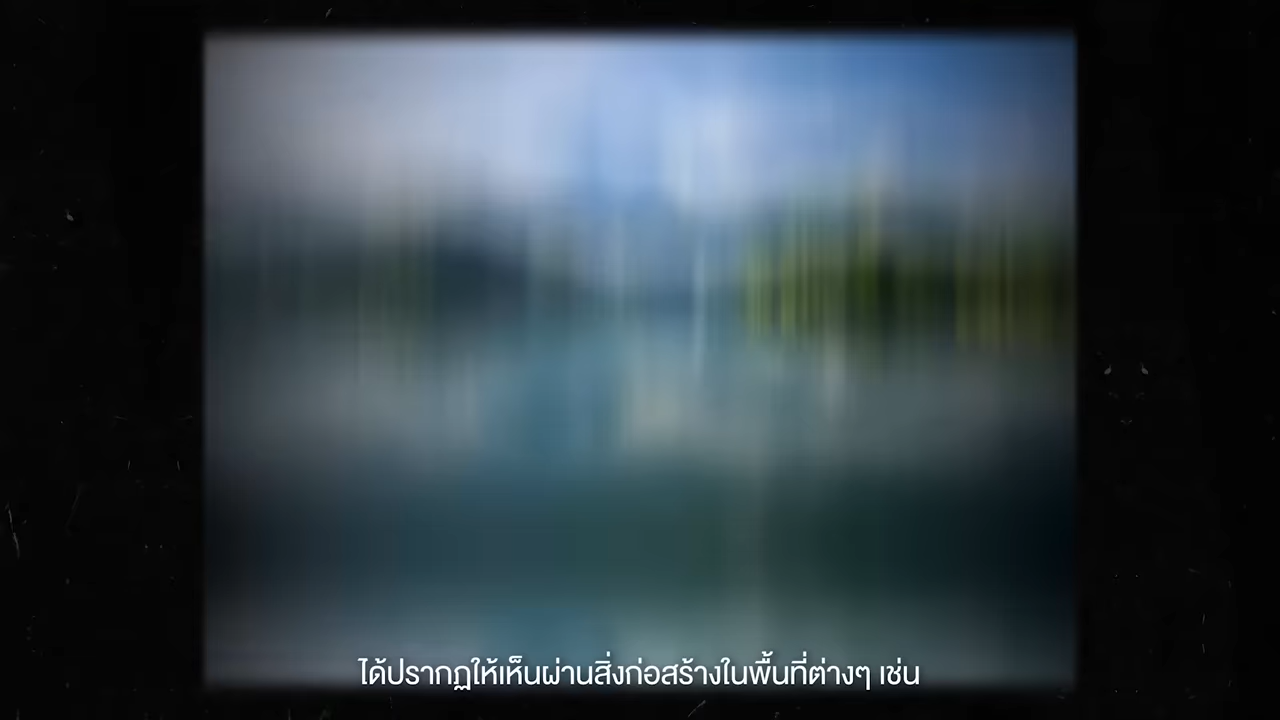 ได้ปรากฏให้เห็นผ่านสิ่งก่อสร้างในพื้นที่ต่างๆ เช่น